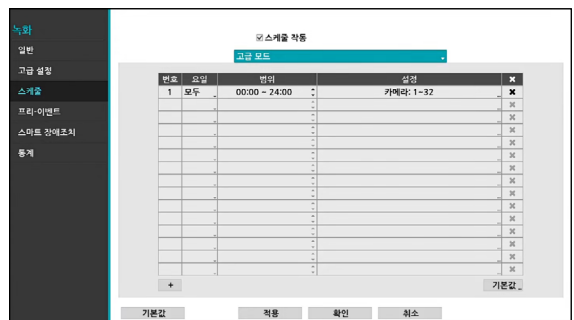 녹화
일반
고급 설정
스케줄
프리-이벤트
스마트 장애조치
통계
스케줄 작동
고급 모드
번호 요일 범위 설정
1 모두 00:00 ~ 24:00 카메라: 1~32
+ 기본값
기본값 적용 확인 취소